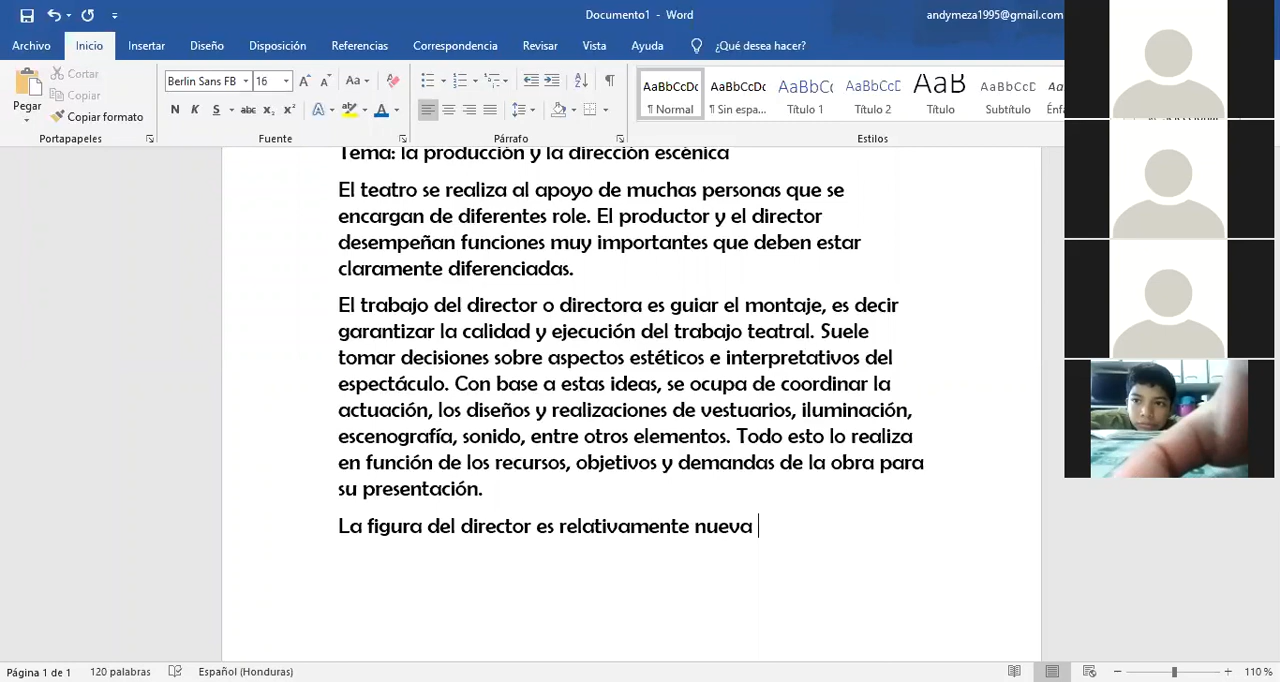 Documento1 - Word
andymeza1995@gmail.com
Archivo Inicio Insertar Diseño Disposición Referencias Correspondencia Revisar Vista Ayuda ¿Qué desea hacer?
Pegar
Cortar
Copiar
Copiar formato
Portapapeles
Berlin Sans FB 16 Aa
N K S abc x₂ x² A A
Fuente
Párrafo
AaBbCcDc AaBbCcDc AaBbCc AaBbCcD AaB AaBbCcD AaBbCcDc
¶ Normal ¶ Sin espa... Título 1 Título 2 Título Subtítulo
Estilos
Tema: la producción y la dirección escénica
El teatro se realiza al apoyo de muchas personas que se
encargan de diferentes role. El productor y el director
desempeñan funciones muy importantes que deben estar
claramente diferenciadas.
El trabajo del director o directora es guiar el montaje, es decir
garantizar la calidad y ejecución del trabajo teatral. Suele
tomar decisiones sobre aspectos estéticos e interpretativos del
espectáculo. Con base a estas ideas, se ocupa de coordinar la
actuación, los diseños y realizaciones de vestuarios, iluminación,
escenografía, sonido, entre otros elementos. Todo esto lo realiza
en función de los recursos, objetivos y demandas de la obra para
su presentación.
La figura del director es relativamente nueva
Página 1 de 1 120 palabras Español (Honduras) 110 %